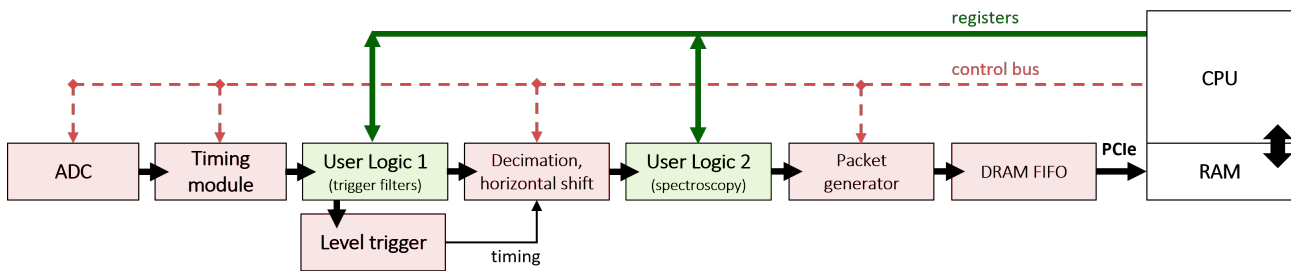 registers
control bus
CPU
ADC
Timing
module
User Logic 1
(trigger filters)
Decimation,
horizontal shift
User Logic 2
(spectroscopy)
Packet
generator
DRAM FIFO
PCIe
RAM
Level trigger
timing